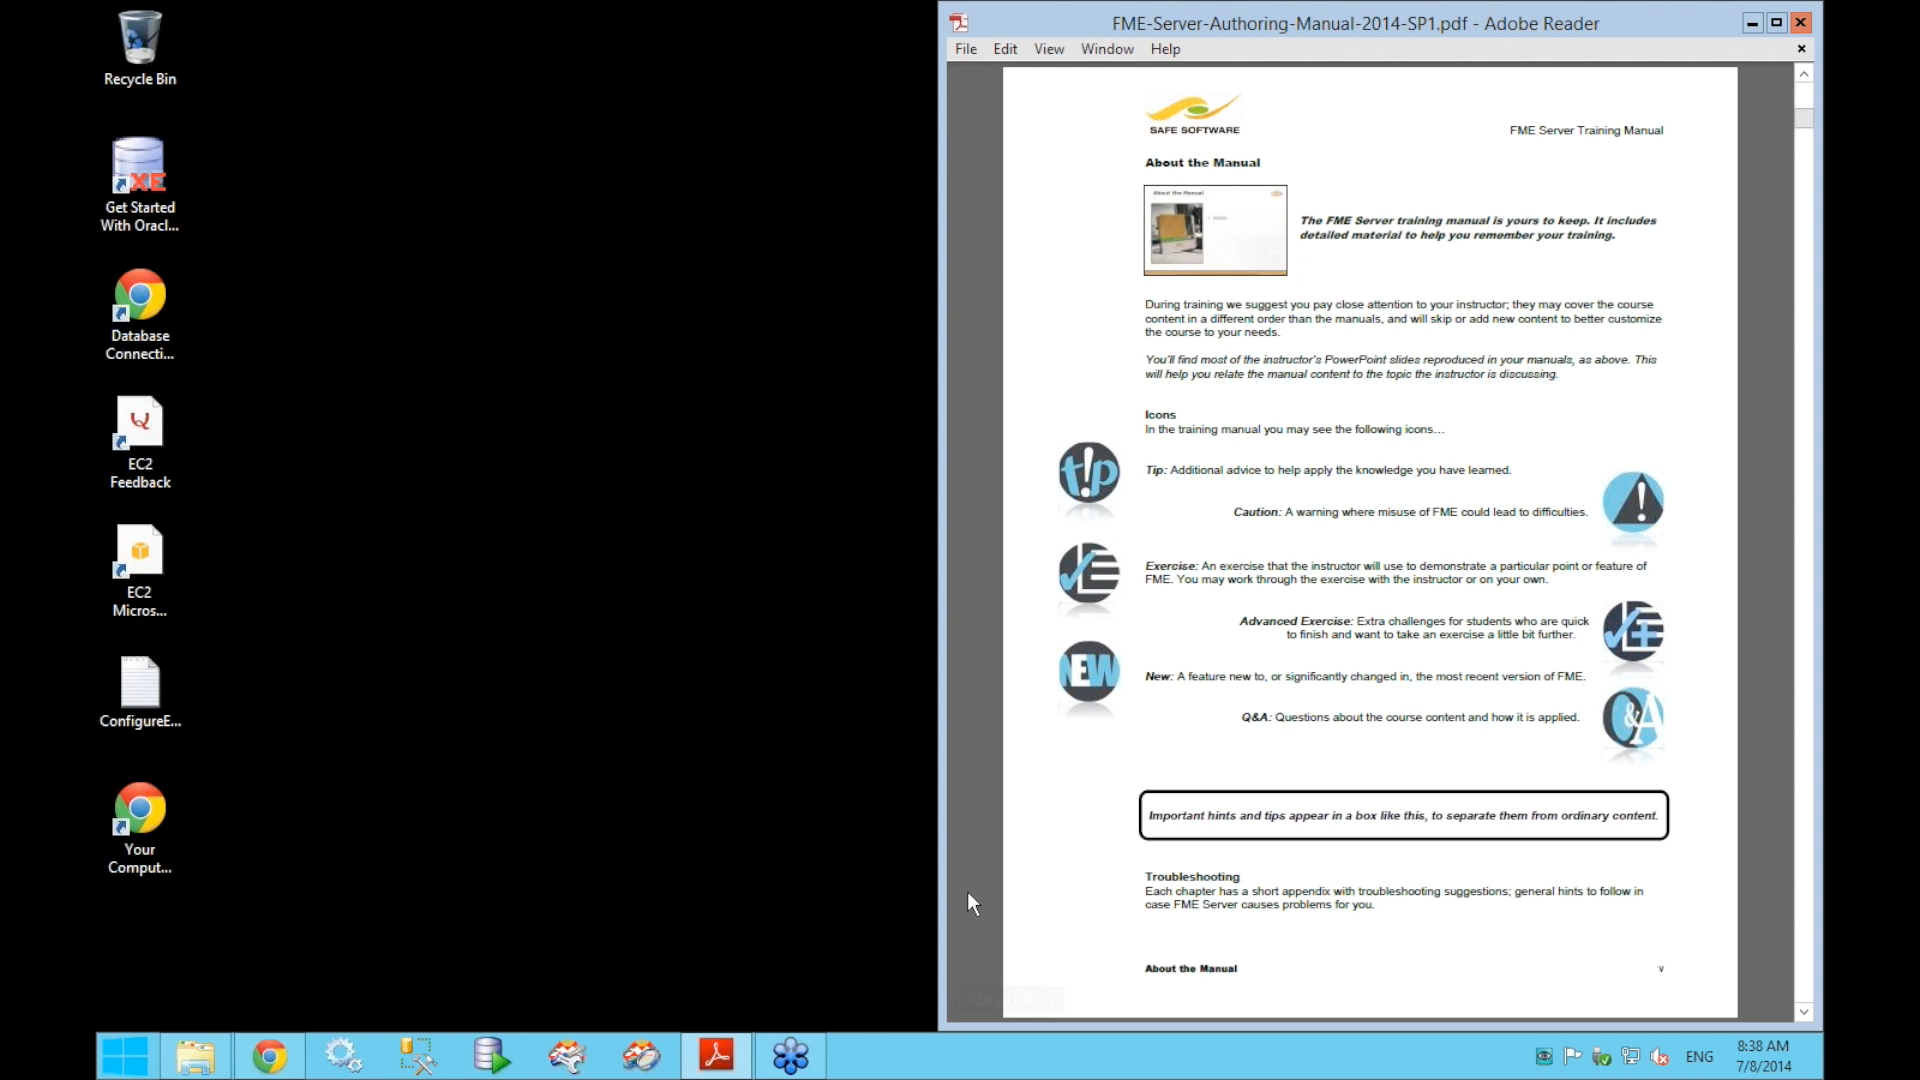 Recycle Bin
XE
Get Started
With Oracl...
Database
Connecti...
EC2
Feedback
EC2
Micros...
ConfigureE...
Your
Comput...
FME-Server-Authoring-Manual-2014-SP1.pdf - Adobe Reader
File Edit View Window Help
SAFE SOFTWARE
FME Server Training Manual
About the Manual
About the Manual
The FME Server training manual is yours to keep. It includes
detailed material to help you remember your training.
During training we suggest you pay close attention to your instructor; they may cover the course
content in a different order than the manuals, and will skip or add new content to better customize
the course to your needs.
You'll find most of the instructor's PowerPoint slides reproduced in your manuals, as above. This
will help you relate the manual content to the topic the instructor is discussing.
Icons
In the training manual you may see the following icons...
t!p
Tip: Additional advice to help apply the knowledge you have learned.
Caution: A warning where misuse of FME could lead to difficulties.
Exercise: An exercise that the instructor will use to demonstrate a particular point or feature of
FME. You may work through the exercise with the instructor or on your own.
Advanced Exercise: Extra challenges for students who are quick
to finish and want to take an exercise a little bit further.
NEW
New: A feature new to, or significantly changed in, the most recent version of FME.
Q&A: Questions about the course content and how it is applied.
Q&A
Important hints and tips appear in a box like this, to separate them from ordinary content.
Troubleshooting
Each chapter has a short appendix with troubleshooting suggestions; general hints to follow in
case FME Server causes problems for you.
About the Manual
v
ENG
8:38 AM
7/8/2014